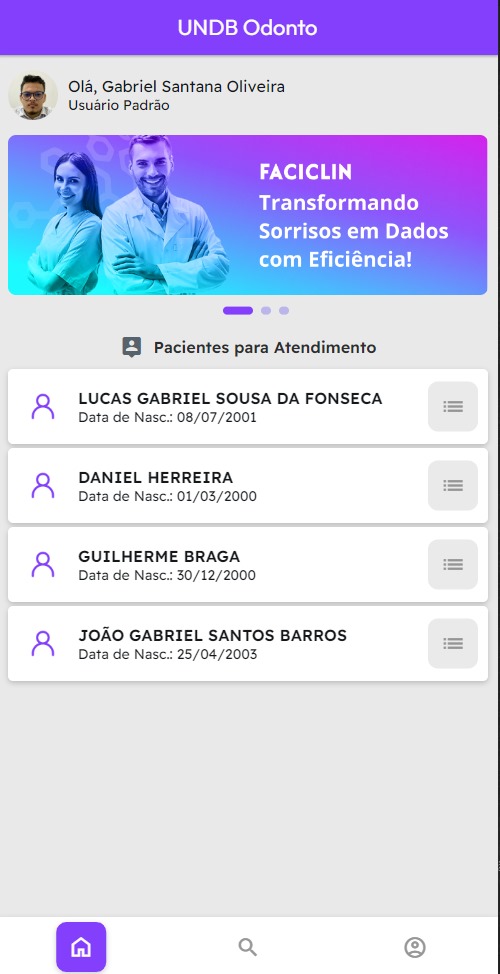 UNDB Odonto
Olá, Gabriel Santana Oliveira
Usuário Padrão
FACICLIN
Transformando
Sorrisos em Dados
com Eficiência!
Pacientes para Atendimento
LUCAS GABRIEL SOUSA DA FONSECA
Data de Nasc.: 08/07/2001
DANIEL HERREIRA
Data de Nasc.: 01/03/2000
GUILHERME BRAGA
Data de Nasc.: 30/12/2000
JOÃO GABRIEL SANTOS BARROS
Data de Nasc.: 25/04/2003